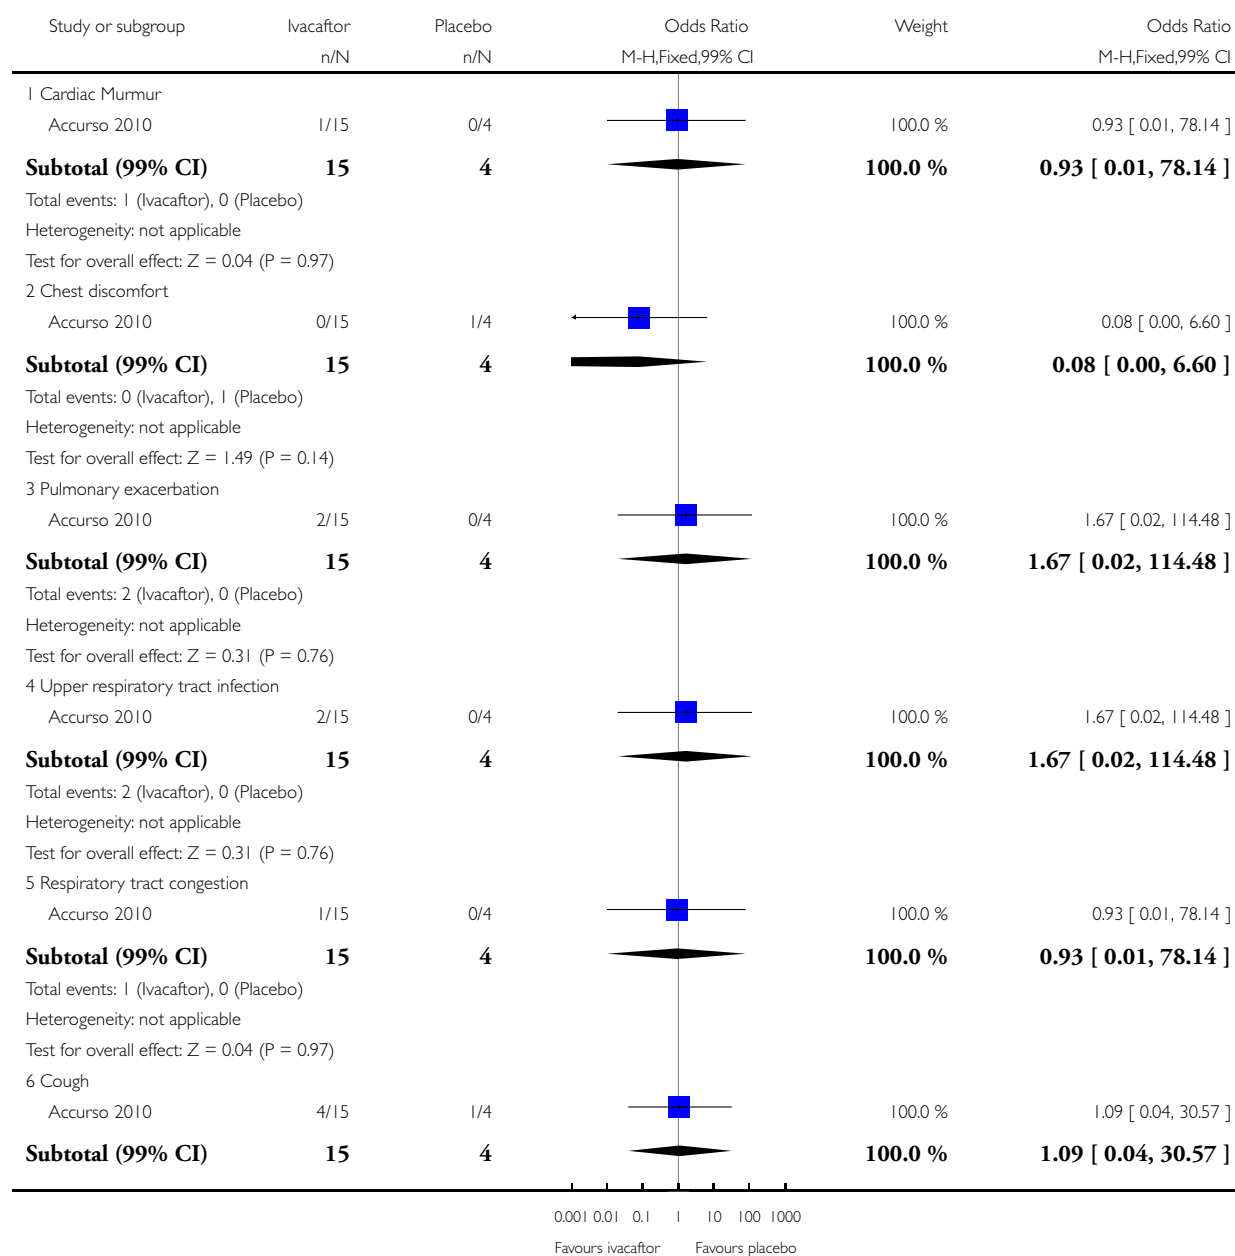 Study or subgroup Ivacaftor Placebo Odds Ratio Weight Odds Ratio
n/N n/N M-H,Fixed,99% CI M-H,Fixed,99% CI
1 Cardiac Murmur
Accurso 2010 1/15 0/4 100.0 % 0.93 [ 0.01, 78.14 ]
Subtotal (99% CI) 15 4 100.0 % 0.93 [ 0.01, 78.14 ]
Total events: 1 (Ivacaftor), 0 (Placebo)
Heterogeneity: not applicable
Test for overall effect: Z = 0.04 (P = 0.97)
2 Chest discomfort
Accurso 2010 0/15 1/4 100.0 % 0.08 [ 0.00, 6.60 ]
Subtotal (99% CI) 15 4 100.0 % 0.08 [ 0.00, 6.60 ]
Total events: 0 (Ivacaftor), 1 (Placebo)
Heterogeneity: not applicable
Test for overall effect: Z = 1.49 (P = 0.14)
3 Pulmonary exacerbation
Accurso 2010 2/15 0/4 100.0 % 1.67 [ 0.02, 114.48 ]
Subtotal (99% CI) 15 4 100.0 % 1.67 [ 0.02, 114.48 ]
Total events: 2 (Ivacaftor), 0 (Placebo)
Heterogeneity: not applicable
Test for overall effect: Z = 0.31 (P = 0.76)
4 Upper respiratory tract infection
Accurso 2010 2/15 0/4 100.0 % 1.67 [ 0.02, 114.48 ]
Subtotal (99% CI) 15 4 100.0 % 1.67 [ 0.02, 114.48 ]
Total events: 2 (Ivacaftor), 0 (Placebo)
Heterogeneity: not applicable
Test for overall effect: Z = 0.31 (P = 0.76)
5 Respiratory tract congestion
Accurso 2010 1/15 0/4 100.0 % 0.93 [ 0.01, 78.14 ]
Subtotal (99% CI) 15 4 100.0 % 0.93 [ 0.01, 78.14 ]
Total events: 1 (Ivacaftor), 0 (Placebo)
Heterogeneity: not applicable
Test for overall effect: Z = 0.04 (P = 0.97)
6 Cough
Accurso 2010 4/15 1/4 100.0 % 1.09 [ 0.04, 30.57 ]
Subtotal (99% CI) 15 4 100.0 % 1.09 [ 0.04, 30.57 ]
0.001 0.01 0.1 1 10 100 1000
Favours ivacaftor Favours placebo